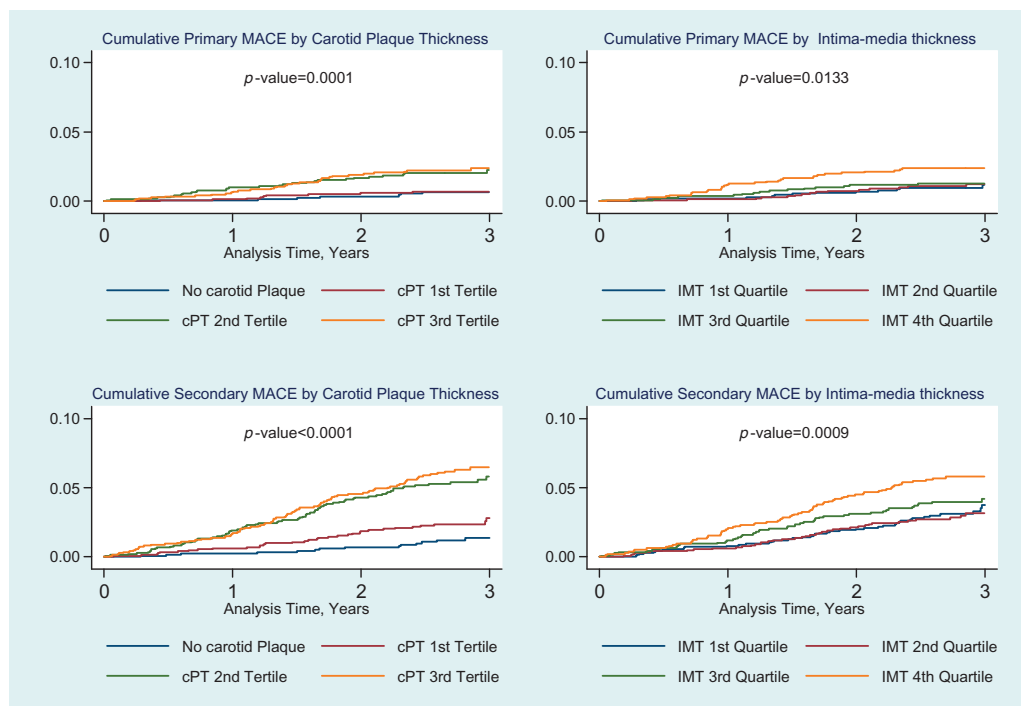 Cumulative Primary MACE by Carotid Plaque Thickness
0.10
p-value=0.0001
0.05
0.00
0 1 2 3
Analysis Time, Years
No carotid Plaque cPT 1st Tertile
cPT 2nd Tertile cPT 3rd Tertile
Cumulative Primary MACE by Intima-media thickness
0.10
p-value=0.0133
0.05
0.00
0 1 2 3
Analysis Time, Years
IMT 1st Quartile IMT 2nd Quartile
IMT 3rd Quartile IMT 4th Quartile
Cumulative Secondary MACE by Carotid Plaque Thickness
0.10
p-value<0.0001
0.05
0.00
0 1 2 3
Analysis Time, Years
No carotid Plaque cPT 1st Tertile
cPT 2nd Tertile cPT 3rd Tertile
Cumulative Secondary MACE by Intima-media thickness
0.10
p-value=0.0009
0.05
0.00
0 1 2 3
Analysis Time, Years
IMT 1st Quartile IMT 2nd Quartile
IMT 3rd Quartile IMT 4th Quartile